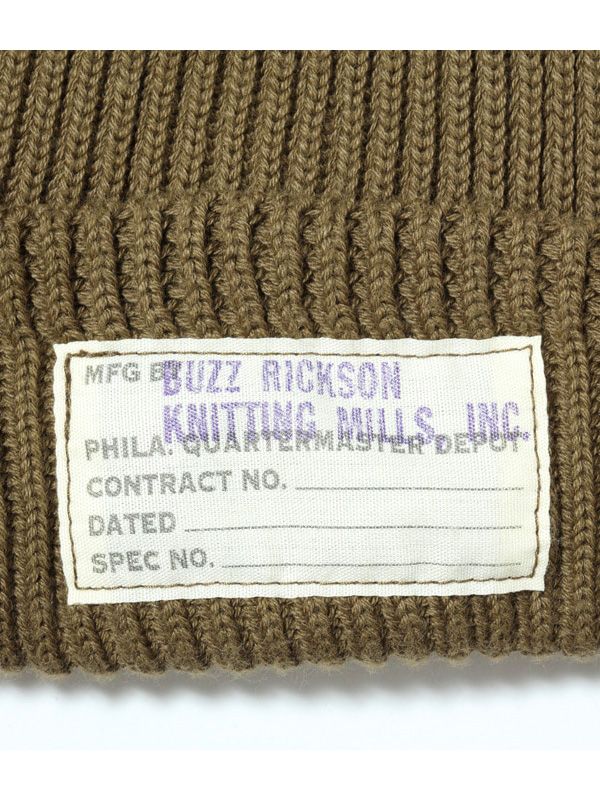 MFG BY BUZZ RICKSON
KNITTING MILLS, INC.
PHILA. QUARTERMASTER DEPOT
CONTRACT NO.
DATED
SPEC NO.